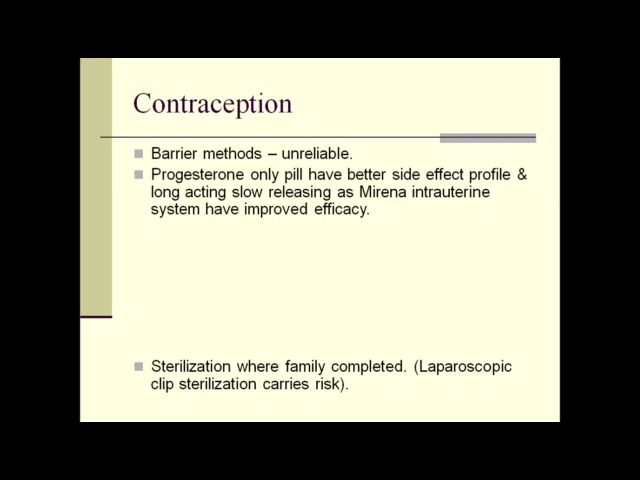 Contraception
Barrier methods – unreliable.
Progesterone only pill have better side effect profile &
long acting slow releasing as Mirena intrauterine
system have improved efficacy.
Sterilization where family completed. (Laparoscopic
clip sterilization carries risk).